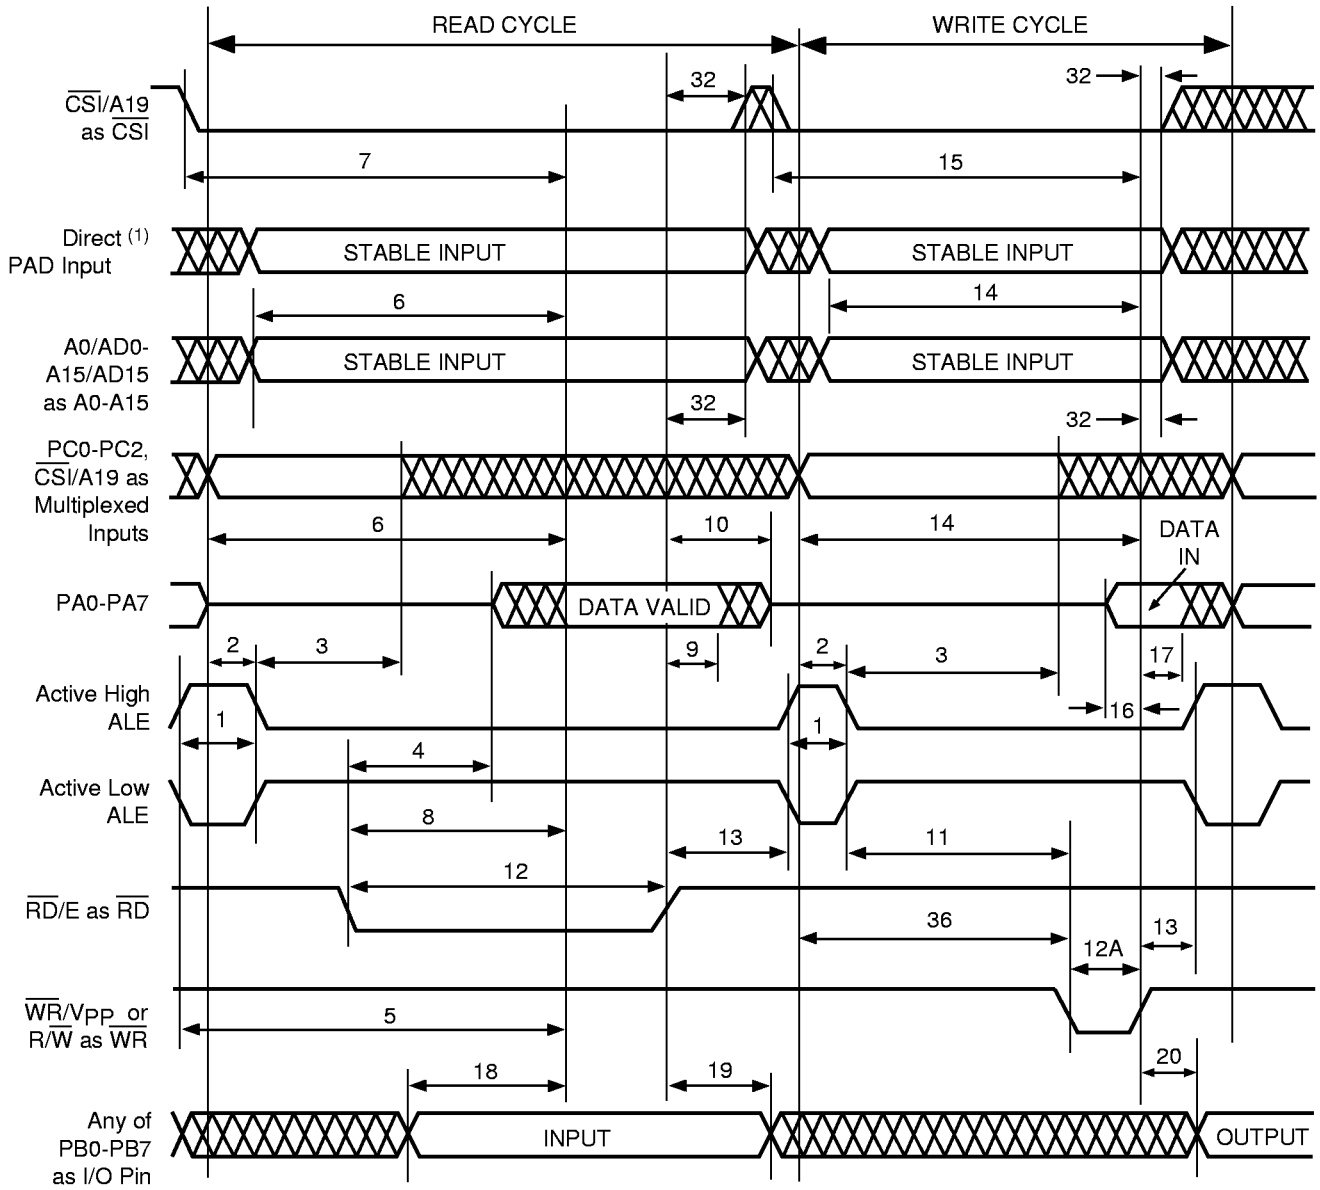 READ CYCLE
WRITE CYCLE
32
32
CSI/A19
as CSI
7
15
Direct (1)
PAD Input
STABLE INPUT
STABLE INPUT
6
14
A0/AD0-
A15/AD15
as A0-A15
STABLE INPUT
STABLE INPUT
32
32
PC0-PC2,
CSI/A19 as
Multiplexed
Inputs
6
10
14
DATA
IN
PA0-PA7
DATA VALID
2
3
9
2
3
17
Active High
ALE
1
1
16
4
Active Low
ALE
8
13
11
12
RD/E as RD
36
13
12A
WR/VPP or
R/W as WR
5
18
19
20
Any of
PB0-PB7
as I/O Pin
INPUT
OUTPUT